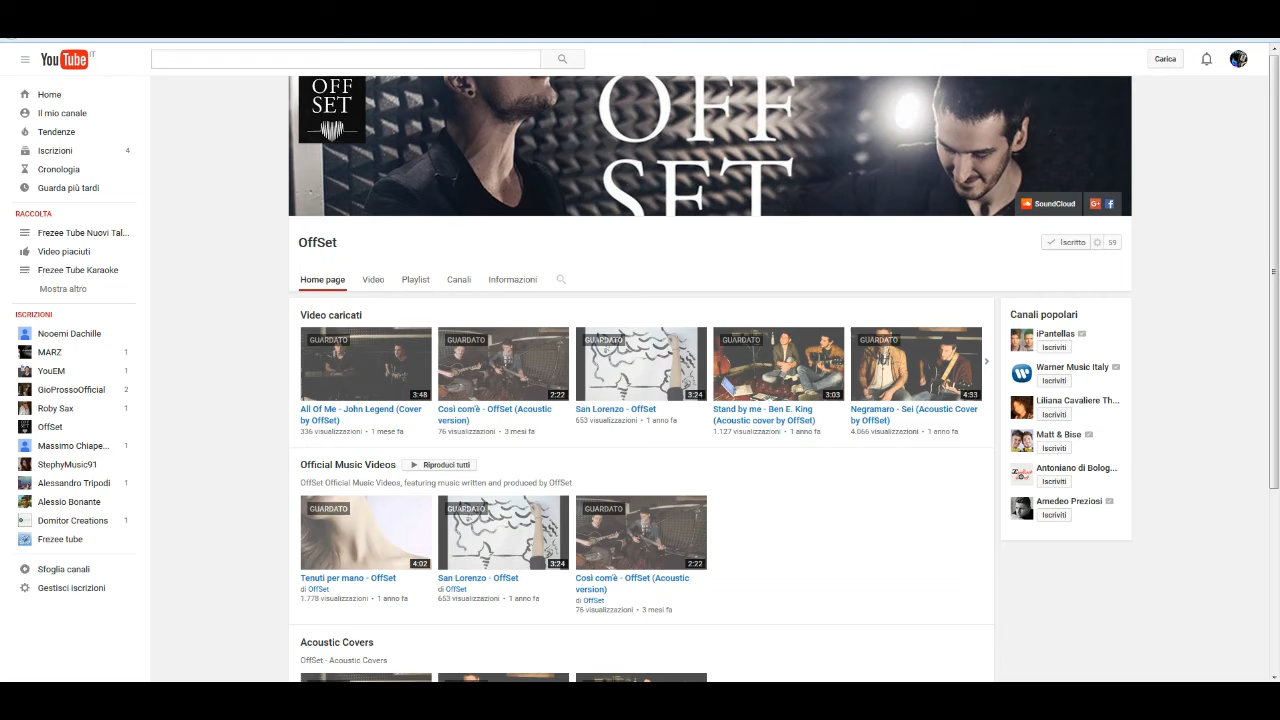 YouTube IT
Carica
Home
Il mio canale
Tendenze
Iscrizioni 4
Cronologia
Guarda più tardi
RACCOLTA
Frezee Tube Nuovi Tal...
Video piaciuti
Frezee Tube Karaoke
Mostra altro
ISCRIZIONI
Nooemi Dachille
MARZ 1
YouEM 1
GioProssoOfficial 2
Roby Sax 1
OffSet
Massimo Chiape... 1
StephyMusic91
Alessandro Tripodi 1
Alessio Bonante
Domitor Creations 1
Frezee tube
Sfoglia canali
Gestisci iscrizioni
OFF
SET
OFF
SET
SoundCloud
OffSet
Iscritto 59
Home page Video Playlist Canali Informazioni
Video caricati
GUARDATO
3:48
All Of Me - John Legend (Cover
by OffSet)
336 visualizzazioni • 1 mese fa
GUARDATO
2:22
Così com'è - OffSet (Acoustic
version)
76 visualizzazioni • 3 mesi fa
GUARDATO
3:24
San Lorenzo - OffSet
653 visualizzazioni • 1 anno fa
GUARDATO
3:03
Stand by me - Ben E. King
(Acoustic cover by OffSet)
1.127 visualizzazioni • 1 anno fa
GUARDATO
4:33
Negramaro - Sei (Acoustic Cover
by OffSet)
4.066 visualizzazioni • 1 anno fa
Official Music Videos Riproduci tutti
OffSet Official Music Videos, featuring music written and produced by OffSet
GUARDATO
4:02
Tenuti per mano - OffSet
di OffSet
1.778 visualizzazioni • 1 anno fa
GUARDATO
3:24
San Lorenzo - OffSet
di OffSet
653 visualizzazioni • 1 anno fa
GUARDATO
2:22
Così com'è - OffSet (Acoustic
version)
di OffSet
76 visualizzazioni • 3 mesi fa
Acoustic Covers
OffSet - Acoustic Covers
Canali popolari
iPantellas
Iscriviti
Warner Music Italy
Iscriviti
Liliana Cavaliere Th...
Iscriviti
Matt & Bise
Iscriviti
Antoniano di Bolog...
Iscriviti
Amedeo Preziosi
Iscriviti